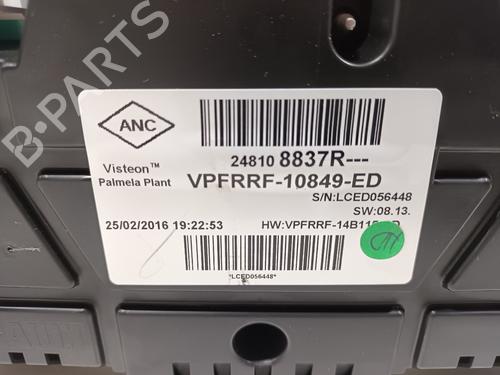 B-PARTS
ANC
24810 8837R---
Visteon™
Palmela Plant
VPFRRF-10849-ED
S/N:LCED056448
SW:08.13.
25/02/2016 19:22:53
*LCED056448*